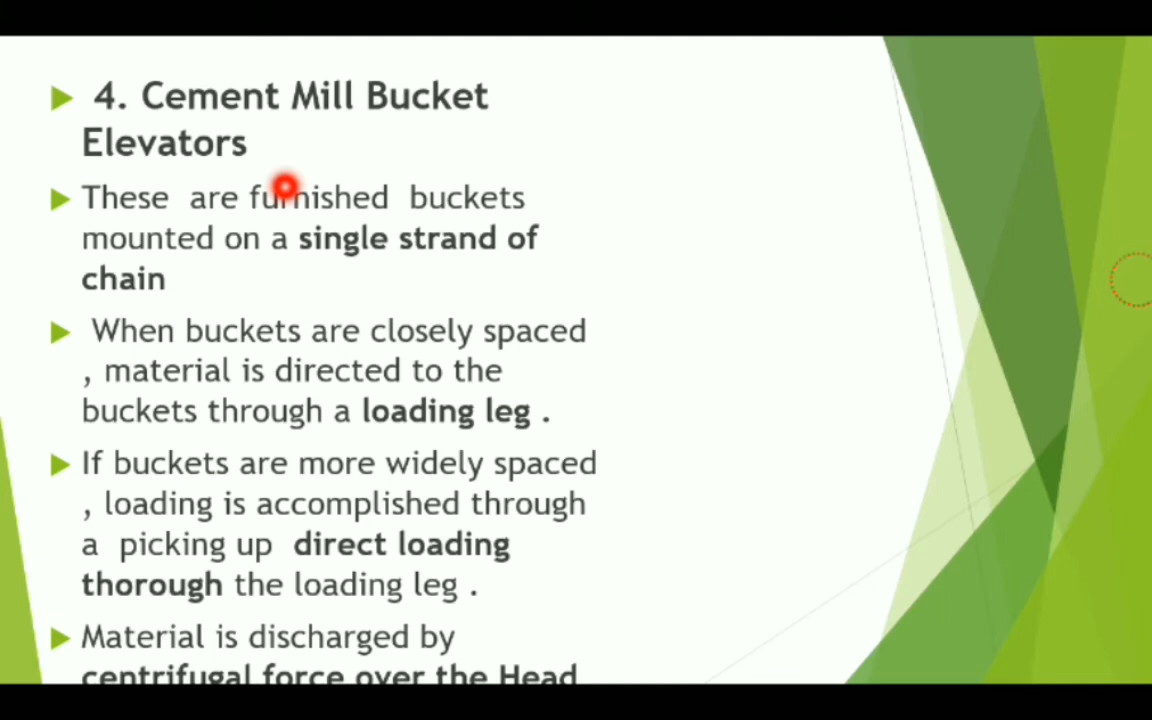 4. Cement Mill Bucket
Elevators
These are furnished buckets
mounted on a single strand of
chain
When buckets are closely spaced
, material is directed to the
buckets through a loading leg .
If buckets are more widely spaced
, loading is accomplished through
a picking up direct loading
thorough the loading leg .
Material is discharged by
centrifugal force over the Head